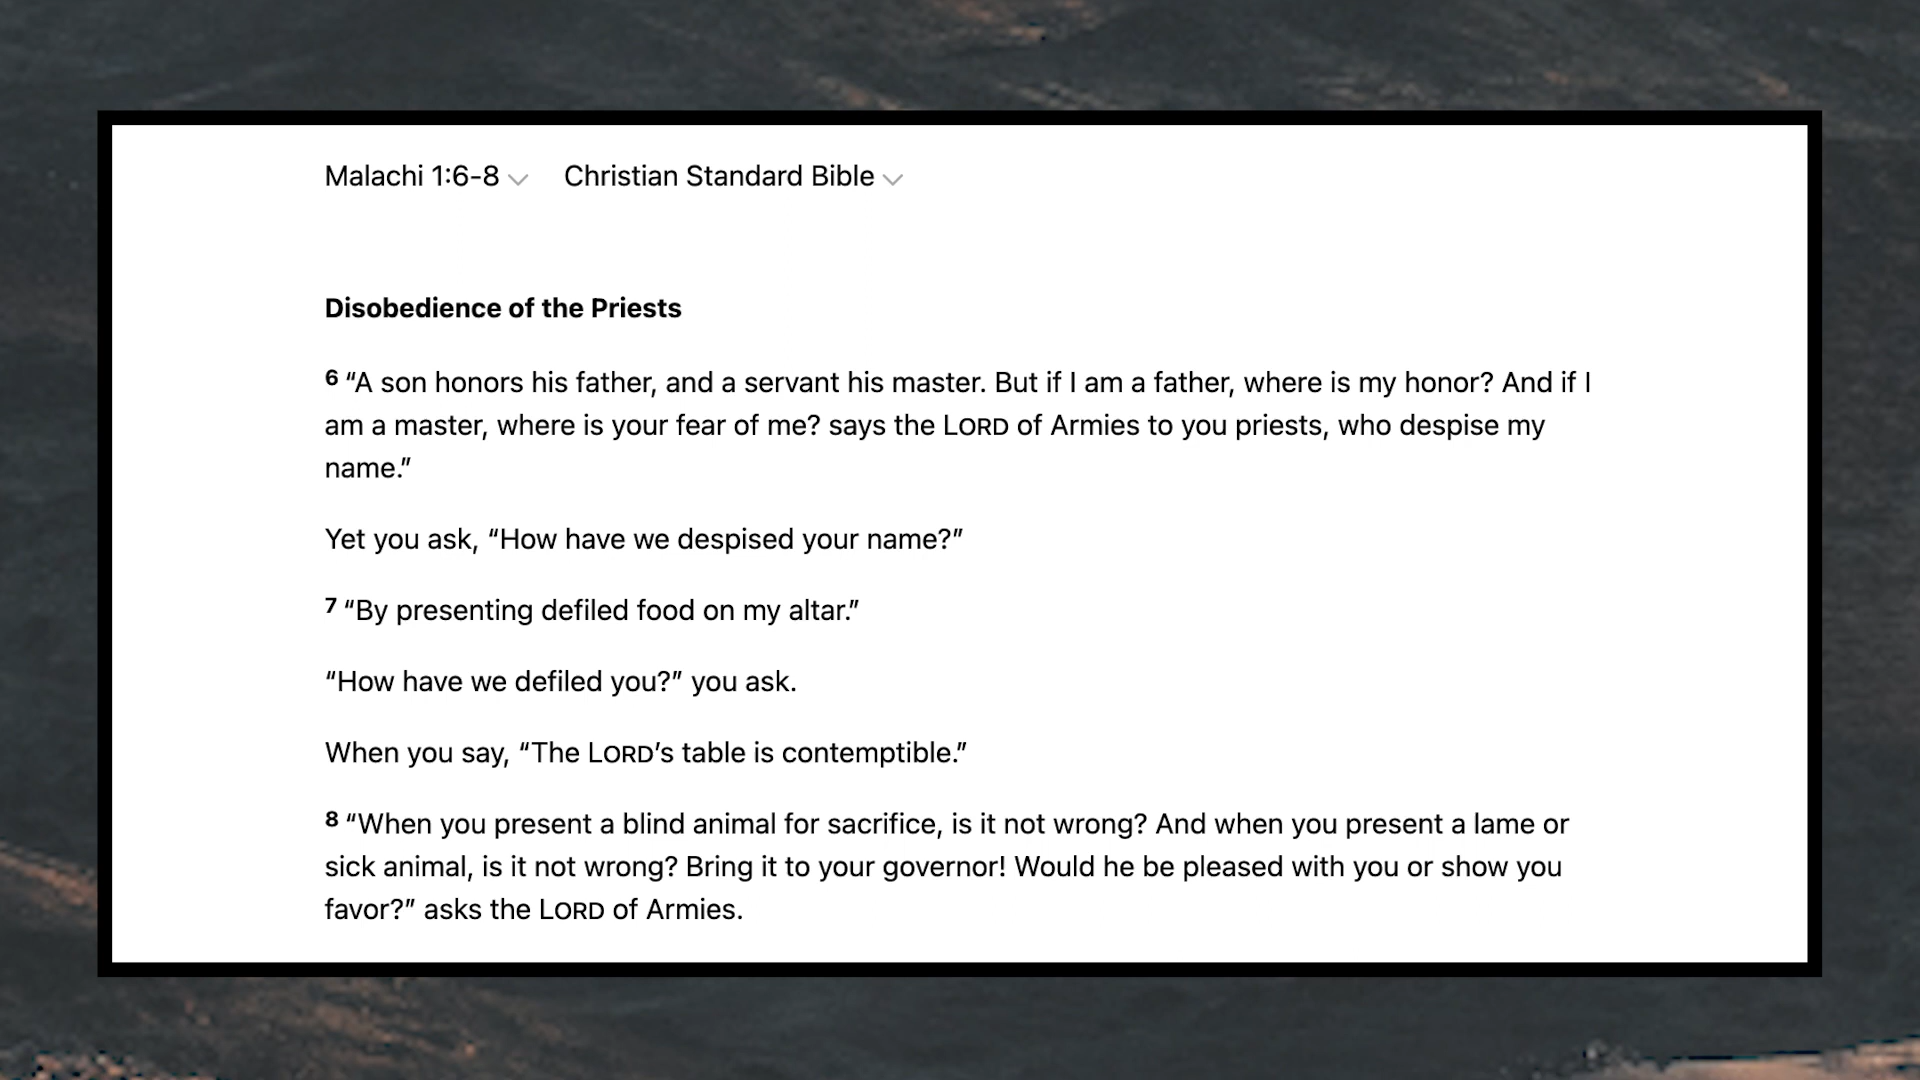 Malachi 1:6-8 Christian Standard Bible
Disobedience of the Priests
6 “A son honors his father, and a servant his master. But if I am a father, where is my honor? And if I
am a master, where is your fear of me? says the LORD of Armies to you priests, who despise my
name.”
Yet you ask, “How have we despised your name?”
7 “By presenting defiled food on my altar.”
“How have we defiled you?” you ask.
When you say, “The LORD’s table is contemptible.”
8 “When you present a blind animal for sacrifice, is it not wrong? And when you present a lame or
sick animal, is it not wrong? Bring it to your governor! Would he be pleased with you or show you
favor?” asks the LORD of Armies.